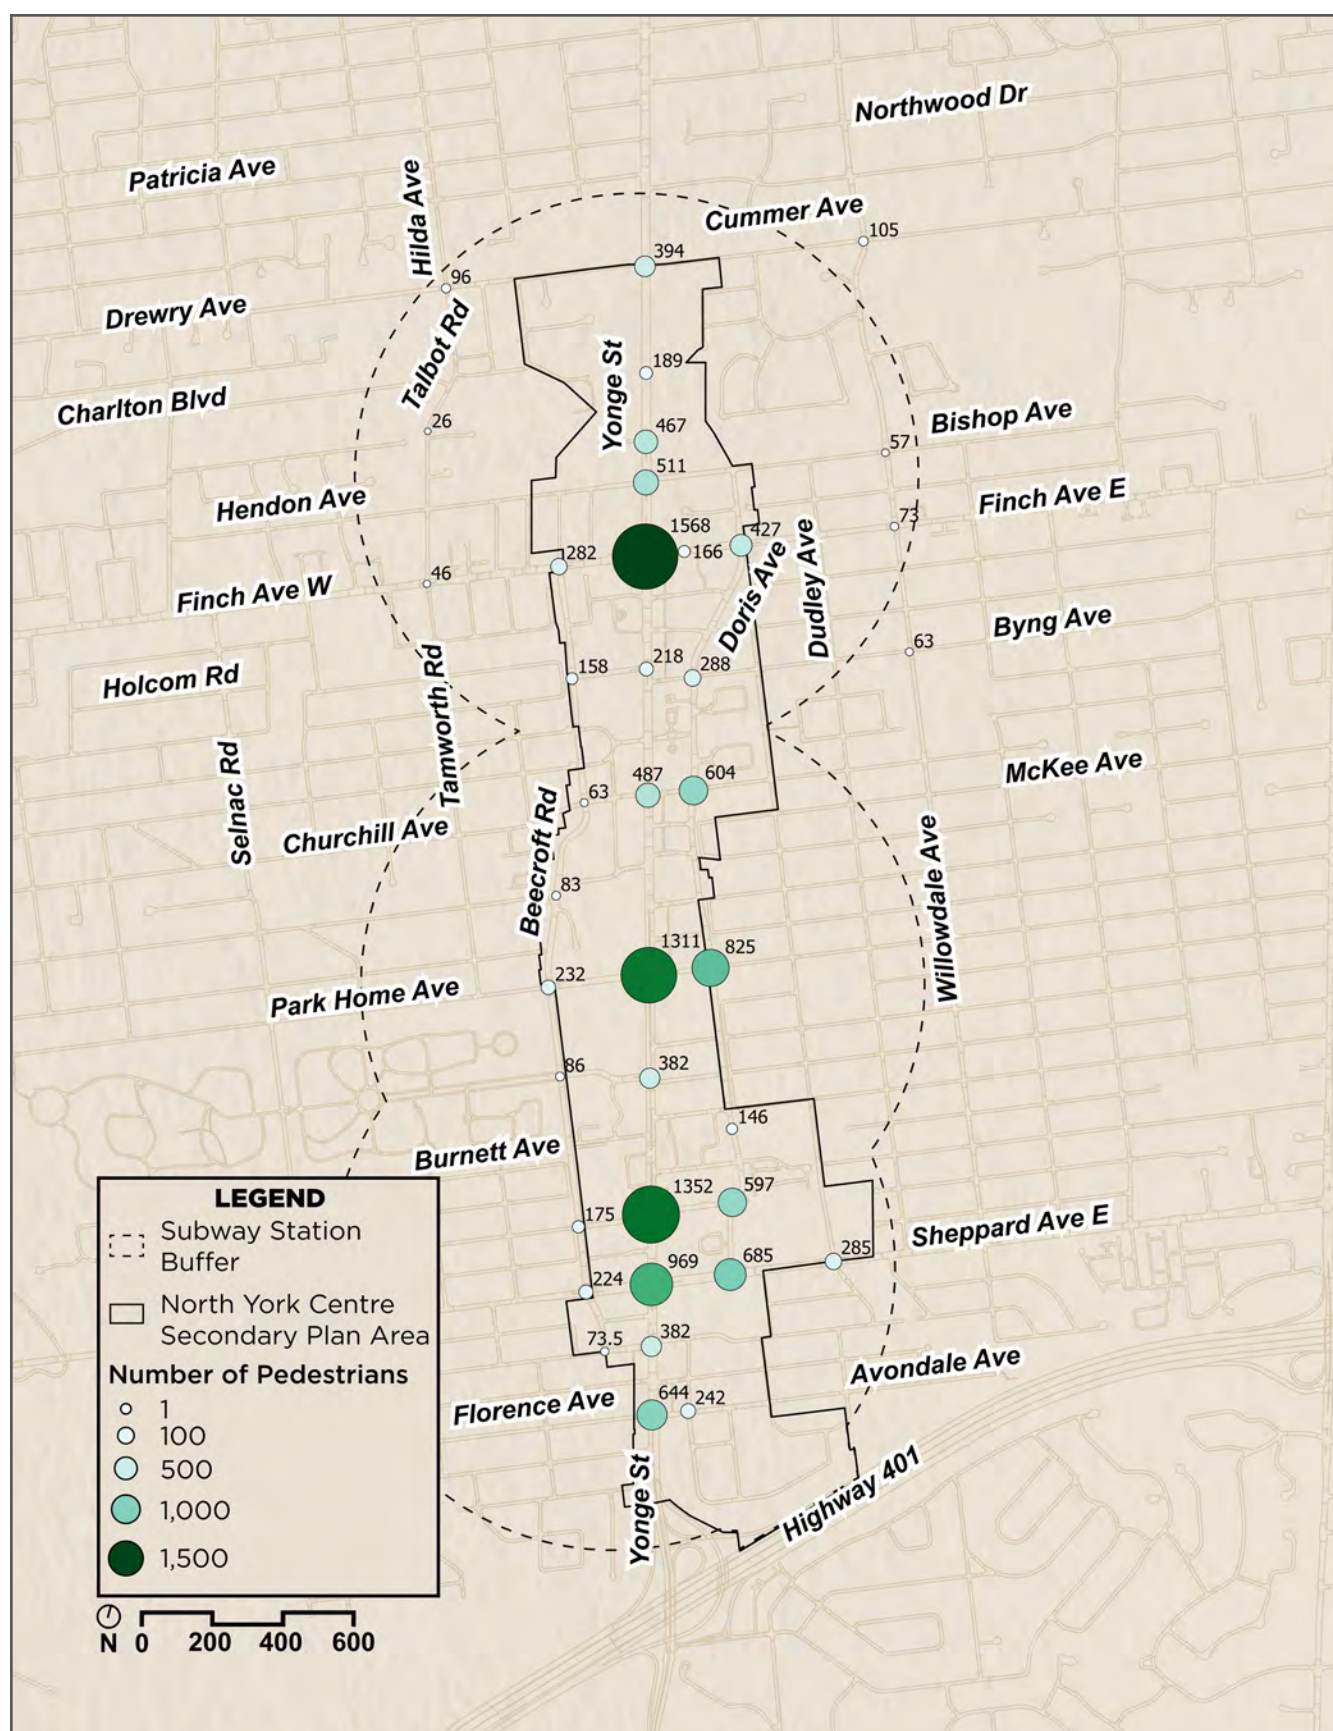 Northwood Dr
Patricia Ave
Hilda Ave
Cummer Ave
105
394
96
Drewry Ave
Talbot Rd
Yonge St
189
Charlton Blvd
26
467
Bishop Ave
57
511
Hendon Ave
Finch Ave E
1568
73
427
166
282
46
Finch Ave W
Doris Ave
Dudley Ave
Byng Ave
63
218
288
158
Holcom Rd
Tamworth Rd
Selnac Rd
McKee Ave
487
604
63
Churchill Ave
Beecroft Rd
Willowdale Ave
83
1311
825
232
Park Home Ave
86
382
146
Burnett Ave
1352
597
175
Sheppard Ave E
285
969
685
224
382
73.5
Avondale Ave
644
242
Florence Ave
Yonge St
Highway 401
LEGEND
Subway Station
Buffer
North York Centre
Secondary Plan Area
Number of Pedestrians
1
100
500
1,000
1,500
N 0 200 400 600